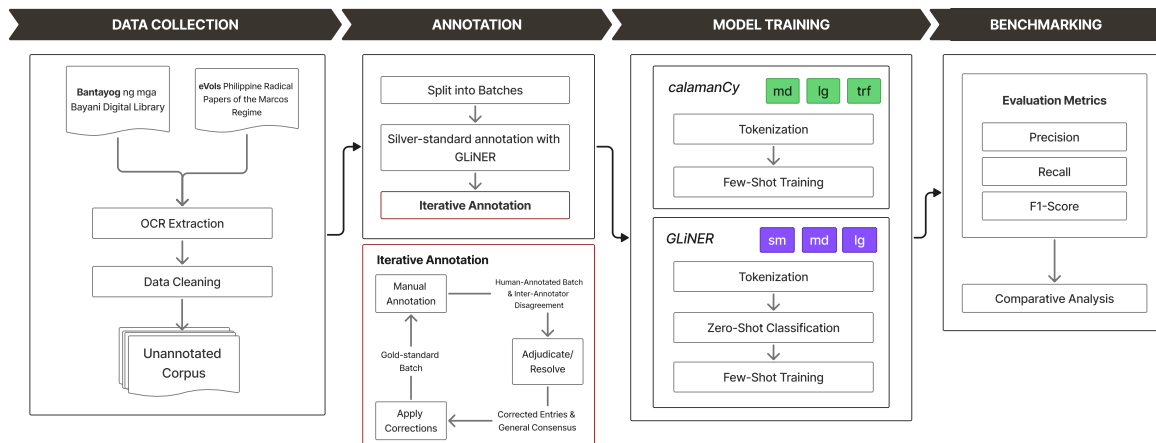 DATA COLLECTION
Bantayog ng mga
Bayani Digital Library
eVols Philippine Radical
Papers of the Marcos
Regime
OCR Extraction
Data Cleaning
Unannotated
Corpus
ANNOTATION
Split into Batches
Silver-standard annotation with
GLiNER
Iterative Annotation
Iterative Annotation
Manual
Annotation
Human-Annotated Batch
& Inter-Annotator
Disagreement
Adjudicate/
Resolve
Corrected Entries &
General Consensus
Apply
Corrections
Gold-standard
Batch
MODEL TRAINING
calamanCy
md
lg
trf
Tokenization
Few-Shot Training
GLiNER
sm
md
lg
Tokenization
Zero-Shot Classification
Few-Shot Training
BENCHMARKING
Evaluation Metrics
Precision
Recall
F1-Score
Comparative Analysis